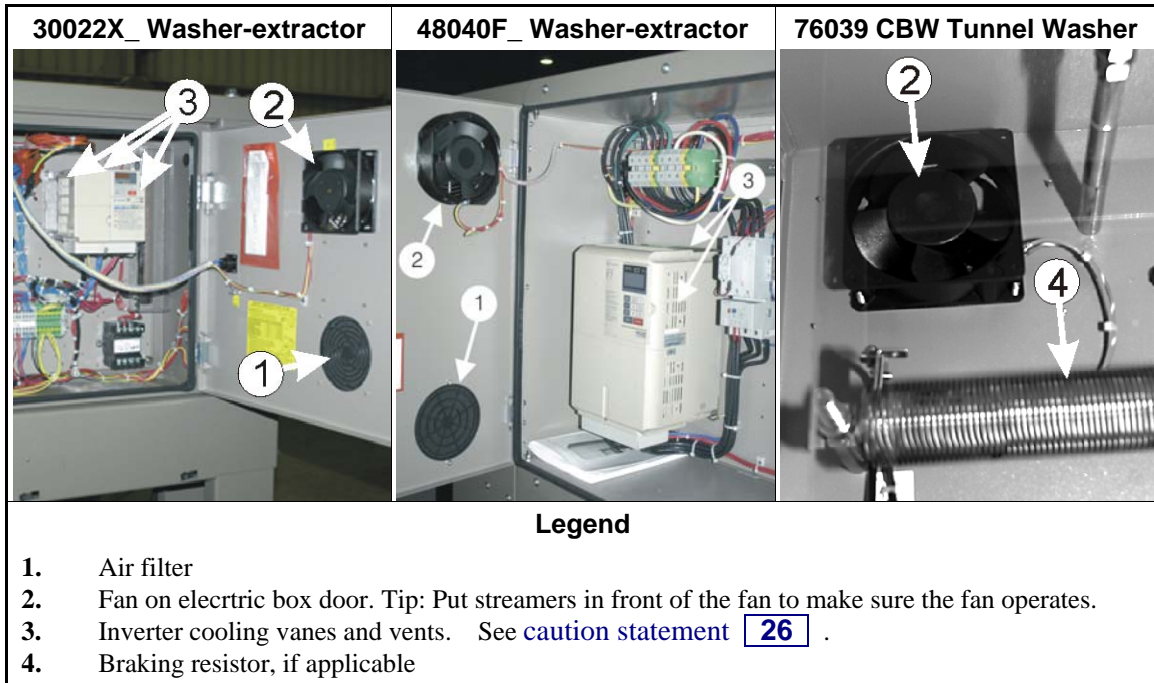 30022X_ Washer-extractor
48040F_ Washer-extractor
76039 CBW Tunnel Washer
3
2
1
2
1
3
2
4
Legend
1. Air filter
2. Fan on elecrtric box door. Tip: Put streamers in front of the fan to make sure the fan operates.
3. Inverter cooling vanes and vents. See caution statement 26 .
4. Braking resistor, if applicable